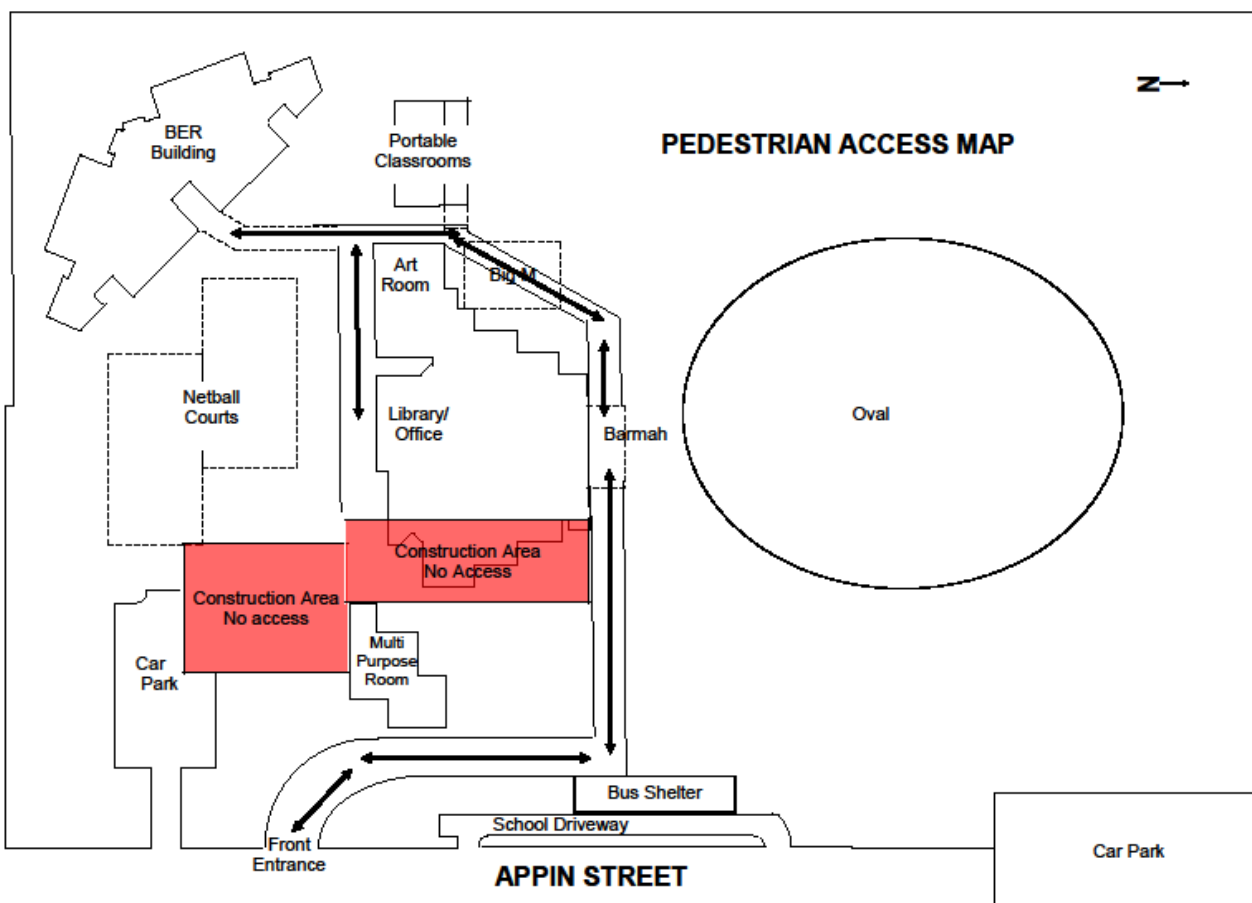 N
PEDESTRIAN ACCESS MAP
BER
Building
Portable
Classrooms
Art
Room
Big-M
Netball
Courts
Library/
Office
Barmah
Oval
Construction Area
No Access
Construction Area
No access
Multi
Purpose
Room
Car
Park
Bus Shelter
School Driveway
Front
Entrance
APPIN STREET
Car Park